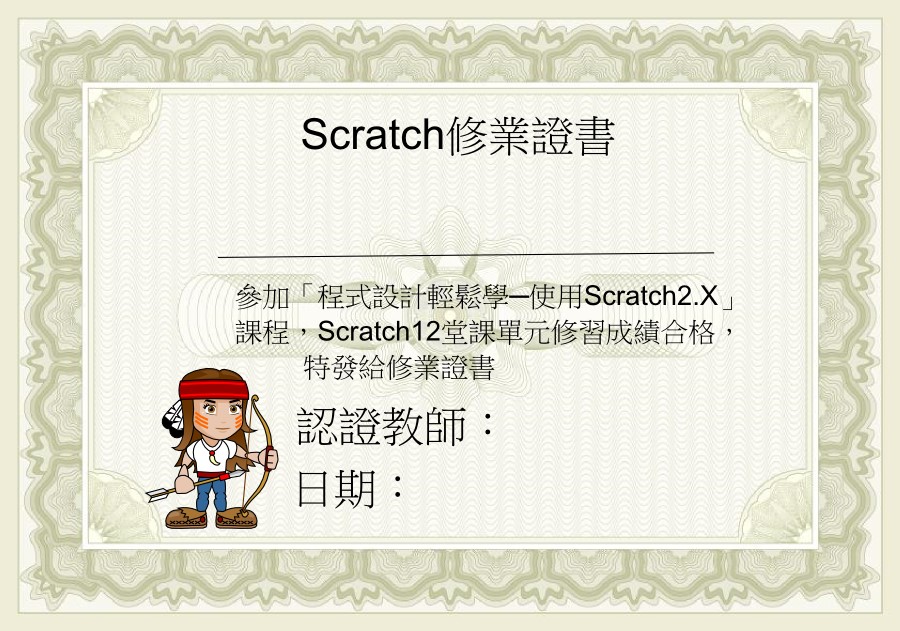 Scratch修業證書
參加「程式設計輕鬆學─使用Scratch2.X」
課程，Scratch12堂課單元修習成績合格，
特發給修業證書
認證教師：
日期：